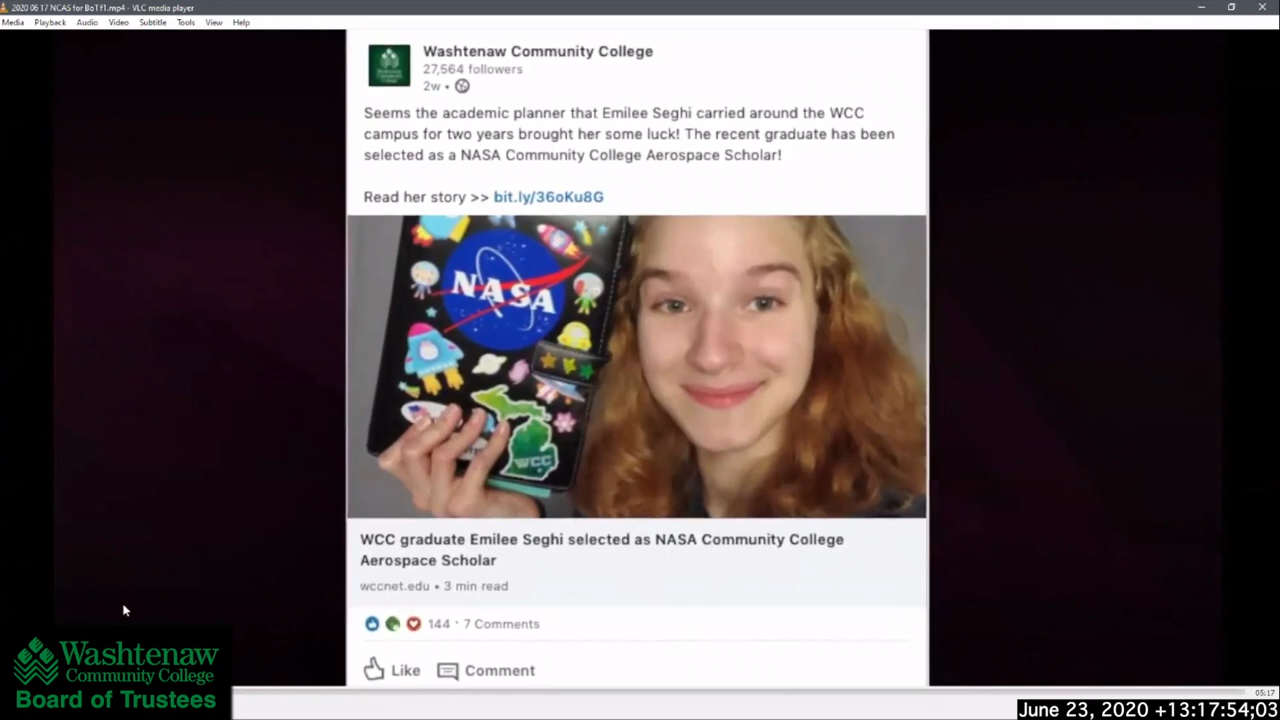 2020 06 17 NCAS for BoT f1.mp4 - VLC media player
Media Playback Audio Video Subtitle Tools View Help
Washtenaw Community College
27,564 followers
2w •
Seems the academic planner that Emilee Seghi carried around the WCC
campus for two years brought her some luck! The recent graduate has been
selected as a NASA Community College Aerospace Scholar!
Read her story >> bit.ly/36oKu8G
NASA
WCC
WCC graduate Emilee Seghi selected as NASA Community College
Aerospace Scholar
wccnet.edu • 3 min read
144 · 7 Comments
Like Comment
Washtenaw
Community College
Board of Trustees
05:17
June 23, 2020 +13:17:54;03